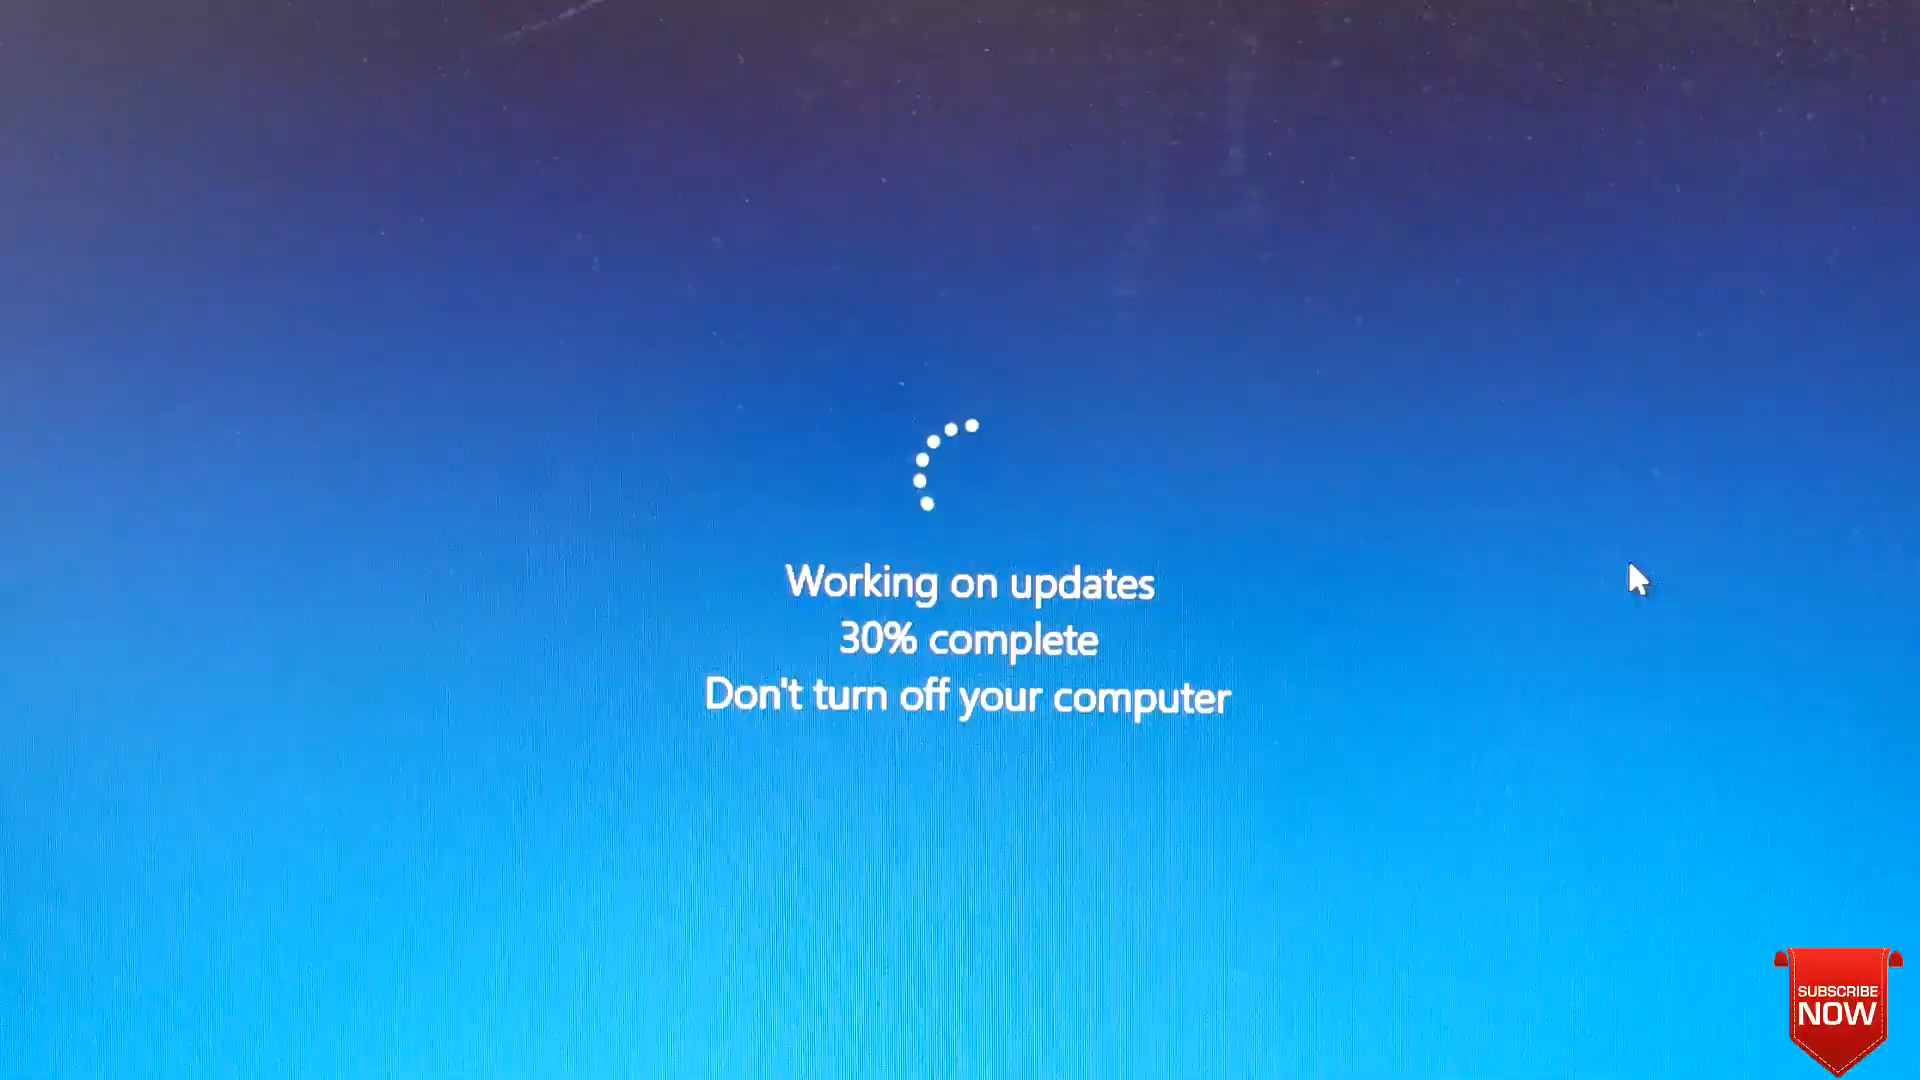 Working on updates
30% complete
Don't turn off your computer
SUBSCRIBE
NOW